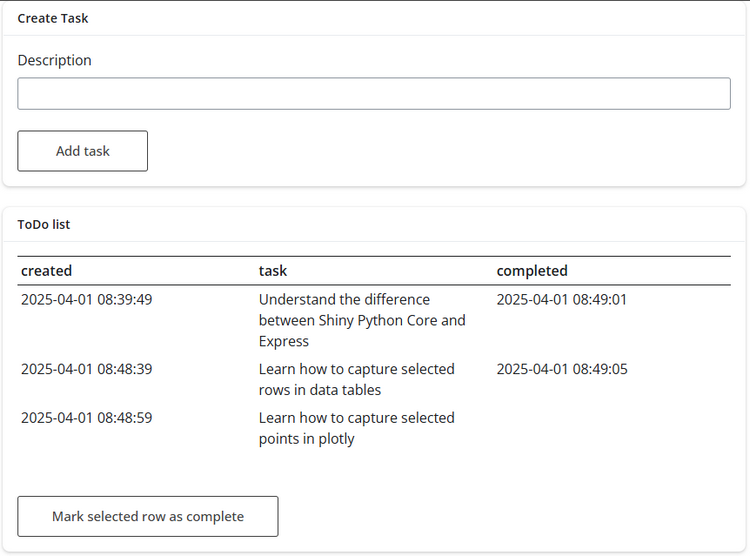 Create Task
Description
Add task
ToDo list
created task completed
2025-04-01 08:39:49 Understand the difference 2025-04-01 08:49:01
between Shiny Python Core and
Express
2025-04-01 08:48:39 Learn how to capture selected 2025-04-01 08:49:05
rows in data tables
2025-04-01 08:48:59 Learn how to capture selected
points in plotly
Mark selected row as complete